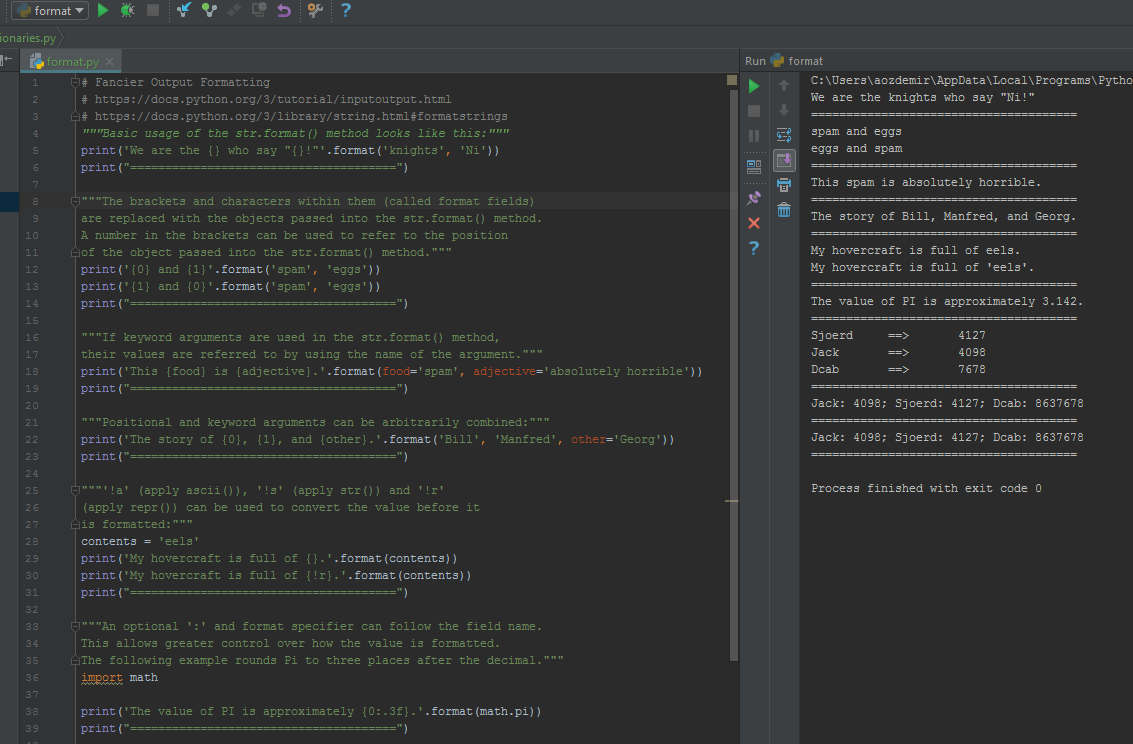 format
ionaries.py
format.py
Run format
1 # Fancier Output Formatting
2 # https://docs.python.org/3/tutorial/inputoutput.html
3 # https://docs.python.org/3/library/string.html#formatstrings
4 """Basic usage of the str.format() method looks like this:"""
5 print('We are the {} who say "{}!"'.format('knights', 'Ni'))
6 print("======================================")
7
8 """The brackets and characters within them (called format fields)
9 are replaced with the objects passed into the str.format() method.
10 A number in the brackets can be used to refer to the position
11 of the object passed into the str.format() method."""
12 print('{0} and {1}'.format('spam', 'eggs'))
13 print('{1} and {0}'.format('spam', 'eggs'))
14 print("======================================")
15
16 """If keyword arguments are used in the str.format() method,
17 their values are referred to by using the name of the argument."""
18 print('This {food} is {adjective}.'.format(food='spam', adjective='absolutely horrible'))
19 print("======================================")
20
21 """Positional and keyword arguments can be arbitrarily combined:"""
22 print('The story of {0}, {1}, and {other}.'.format('Bill', 'Manfred', other='Georg'))
23 print("======================================")
24
25 """'!a' (apply ascii()), '!s' (apply str()) and '!r'
26 (apply repr()) can be used to convert the value before it
27 is formatted:"""
28 contents = 'eels'
29 print('My hovercraft is full of {}.'.format(contents))
30 print('My hovercraft is full of {!r}.'.format(contents))
31 print("======================================")
32
33 """An optional ':' and format specifier can follow the field name.
34 This allows greater control over how the value is formatted.
35 The following example rounds Pi to three places after the decimal."""
36 import math
37
38 print('The value of PI is approximately {0:.3f}.'.format(math.pi))
39 print("======================================")
C:\Users\aozdemir\AppData\Local\Programs\Pytho
We are the knights who say "Ni!"
======================================
spam and eggs
eggs and spam
======================================
This spam is absolutely horrible.
======================================
The story of Bill, Manfred, and Georg.
======================================
My hovercraft is full of eels.
My hovercraft is full of 'eels'.
======================================
The value of PI is approximately 3.142.
======================================
Sjoerd ==> 4127
Jack ==> 4098
Dcab ==> 7678
======================================
Jack: 4098; Sjoerd: 4127; Dcab: 8637678
======================================
Jack: 4098; Sjoerd: 4127; Dcab: 8637678
======================================
Process finished with exit code 0